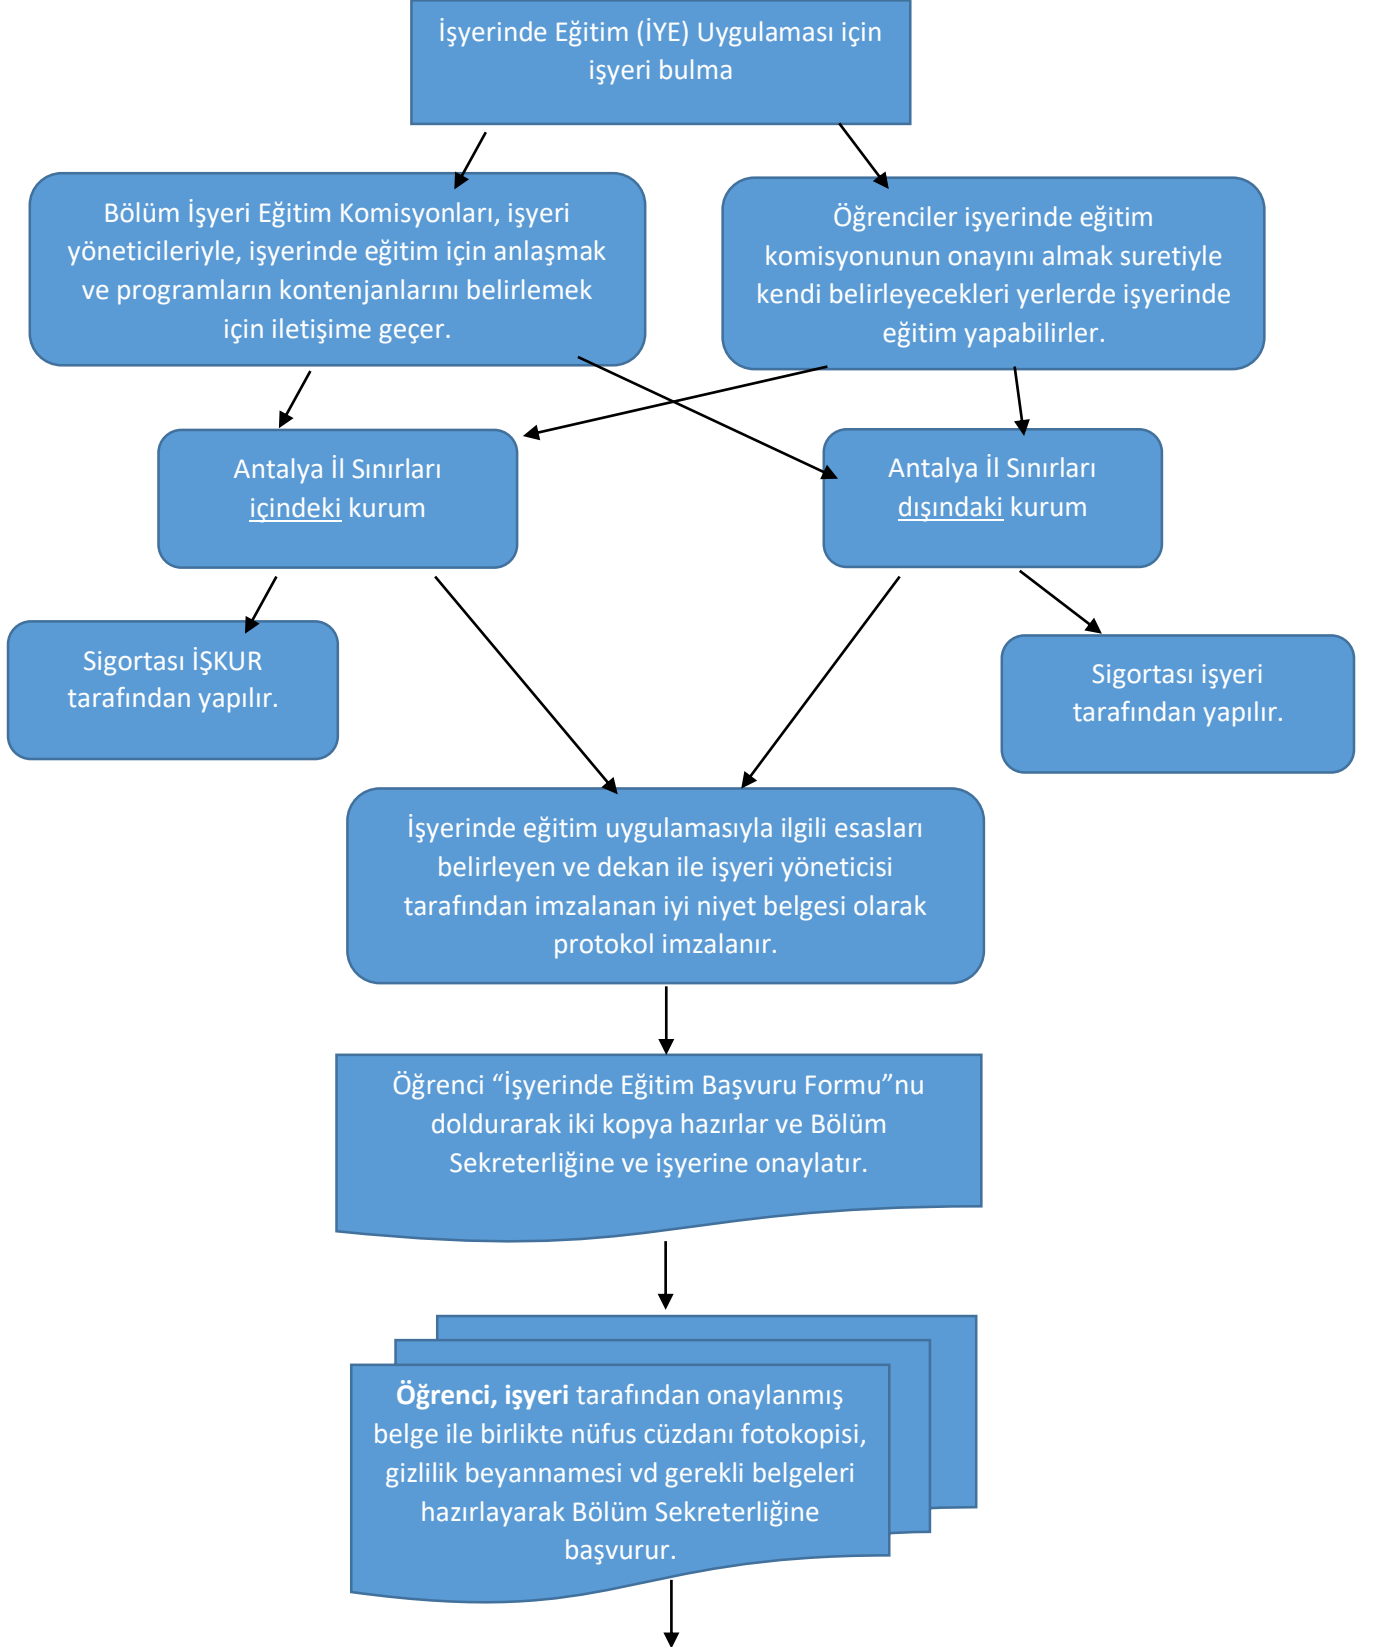 İşyerinde Eğitim (İYE) Uygulaması için
işyeri bulma
Bölüm İşyeri Eğitim Komisyonları, işyeri
yöneticileriyle, işyerinde eğitim için anlaşmak
ve programların kontenjanlarını belirlemek
için iletişime geçer.
Öğrenciler işyerinde eğitim
komisyonunun onayını almak suretiyle
kendi belirleyecekleri yerlerde işyerinde
eğitim yapabilirler.
Antalya İl Sınırları
içindeki kurum
Antalya İl Sınırları
dışındaki kurum
Sigortası İŞKUR
tarafından yapılır.
Sigortası işyeri
tarafından yapılır.
İşyerinde eğitim uygulamasıyla ilgili esasları
belirleyen ve dekan ile işyeri yöneticisi
tarafından imzalanan iyi niyet belgesi olarak
protokol imzalanır.
Öğrenci “İşyerinde Eğitim Başvuru Formu”nu
doldurarak iki kopya hazırlar ve Bölüm
Sekreterliğine ve işyerine onaylatır.
Öğrenci, işyeri tarafından onaylanmış
belge ile birlikte nüfus cüzdanı fotokopisi,
gizlilik beyannamesi vd gerekli belgeleri
hazırlayarak Bölüm Sekreterliğine
başvurur.